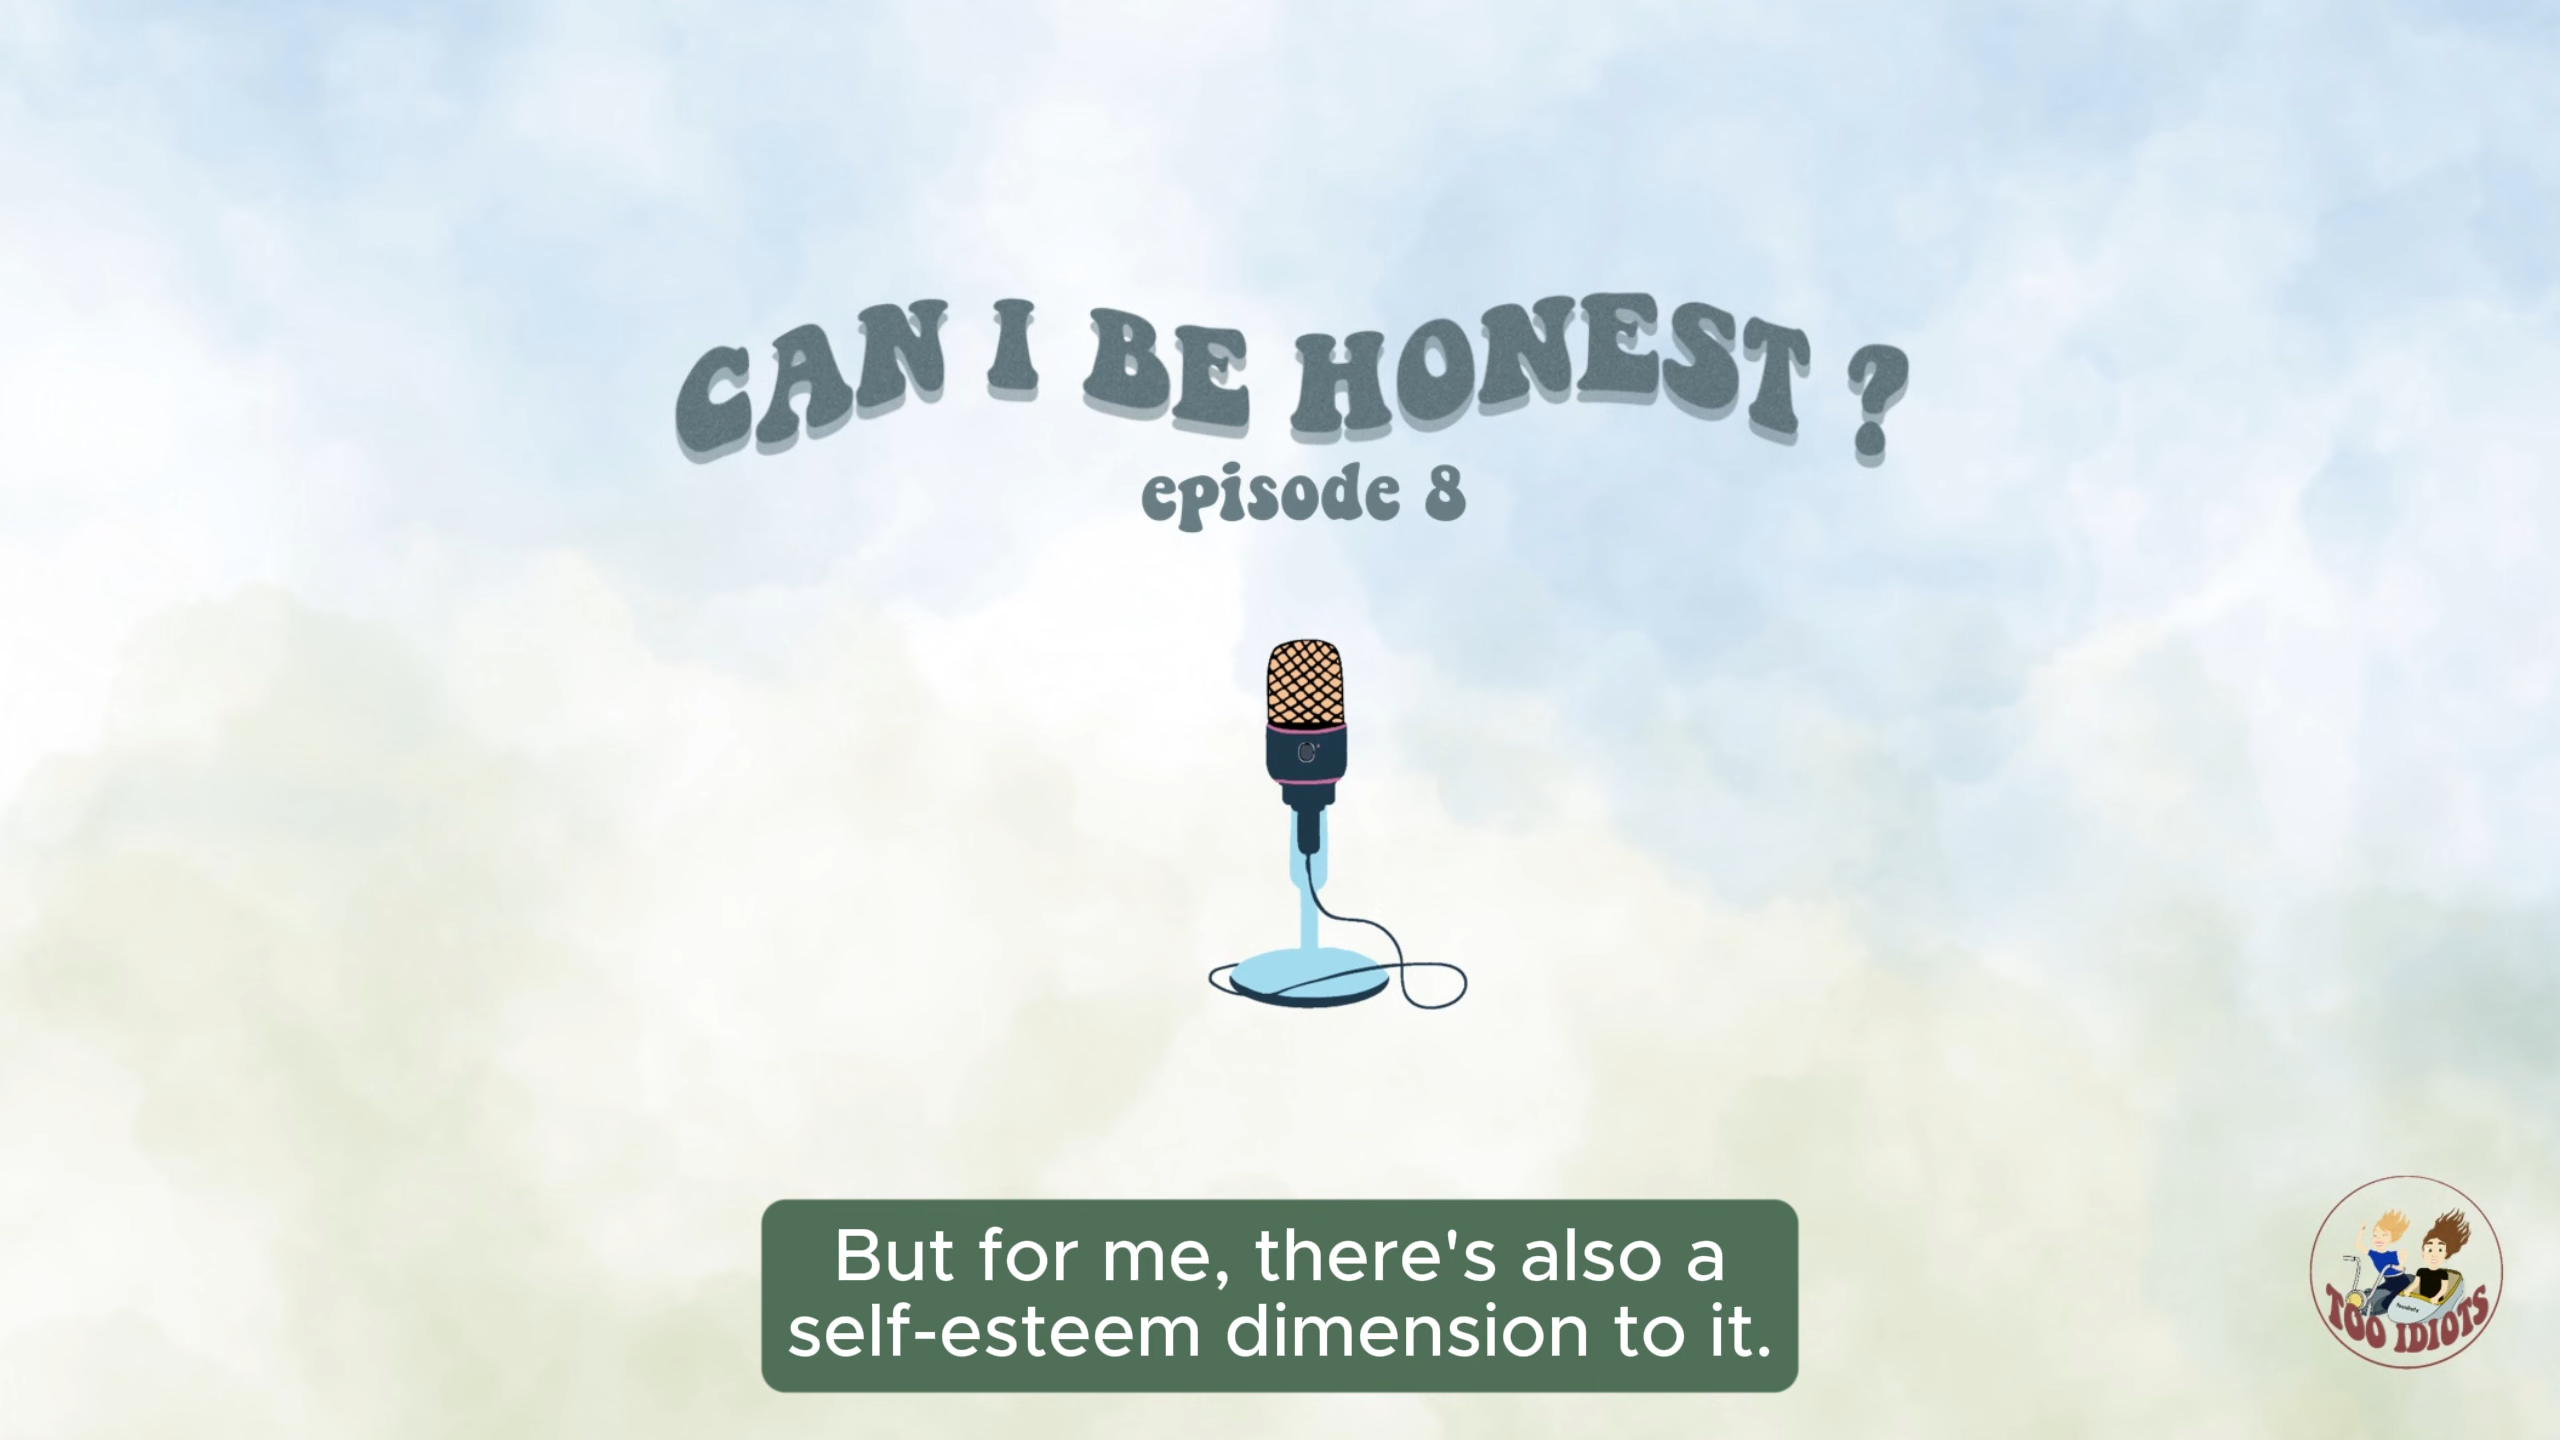 CAN I BE HONEST ?
episode 8
But for me, there's also a
self-esteem dimension to it.
TOO IDIOTS